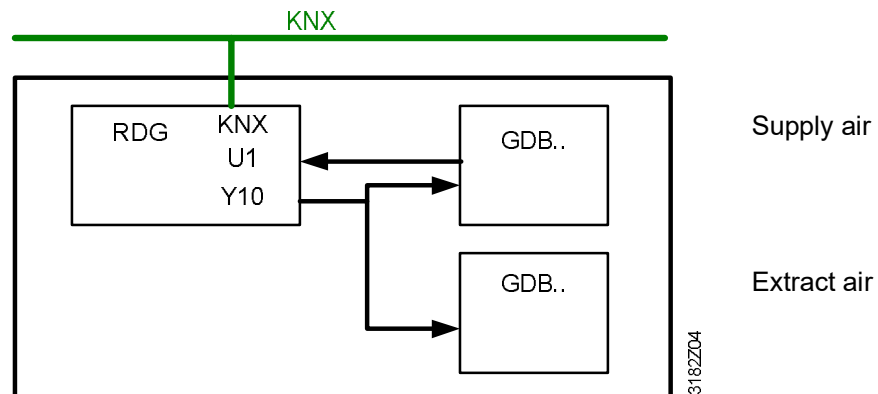 KNX
RDG
KNX
U1
Y10
GDB..
Supply air
GDB..
Extract air
3182Z04